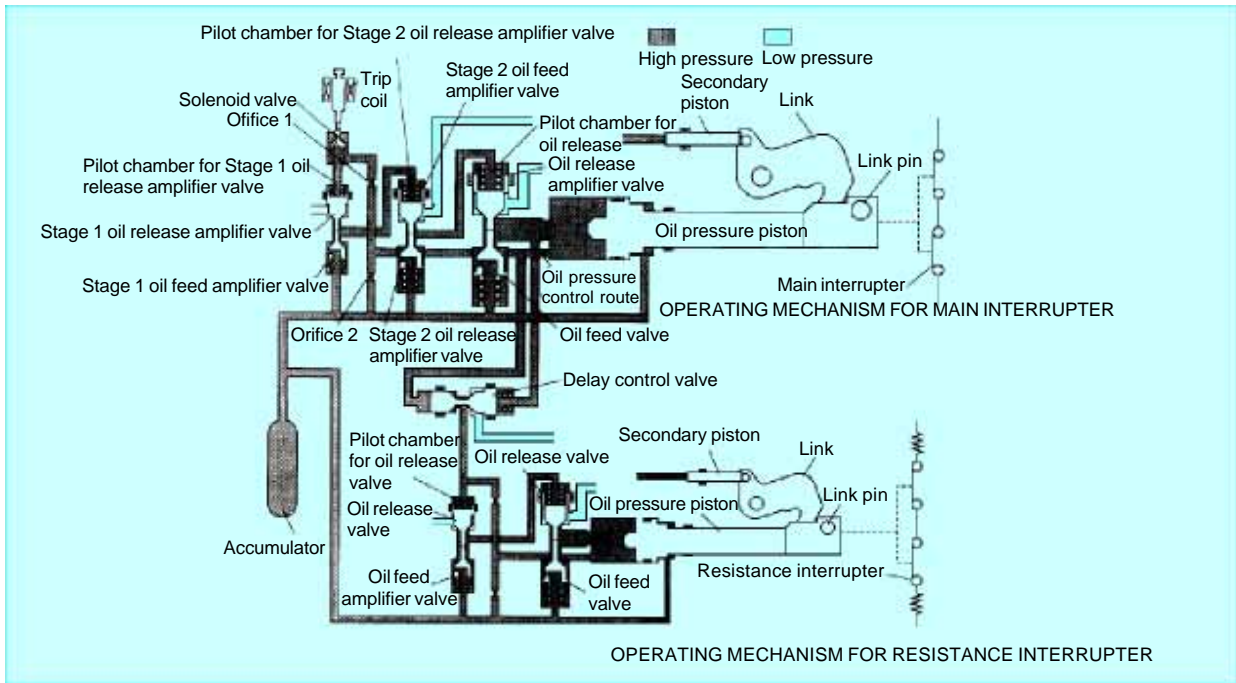 Pilot chamber for Stage 2 oil release amplifier valve
High pressure
Low pressure
Trip
coil
Stage 2 oil feed
amplifier valve
Secondary
piston
Link
Solenoid valve
Ofifice 1
Pilot chamber for
oil release
Pilot chamber for Stage 1 oil
release amplifier valve
Oil release
amplifier valve
Link pin
Stage 1 oil release amplifier valve
Oil pressure piston
Stage 1 oil feed amplifier valve
Oil pressure
control route
Main interrupter
OPERATING MECHANISM FOR MAIN INTERRUPTER
Orifice 2
Stage 2 oil release
amplifier valve
Oil feed valve
Delay control valve
Pilot chamber
for oil release
valve
Oil release valve
Secondary piston
Link
Link pin
Oil release
valve
Oil pressure piston
Accumulator
Oil feed
amplifier valve
Oil feed
valve
Resistance interrupter
OPERATING MECHANISM FOR RESISTANCE INTERRUPTER